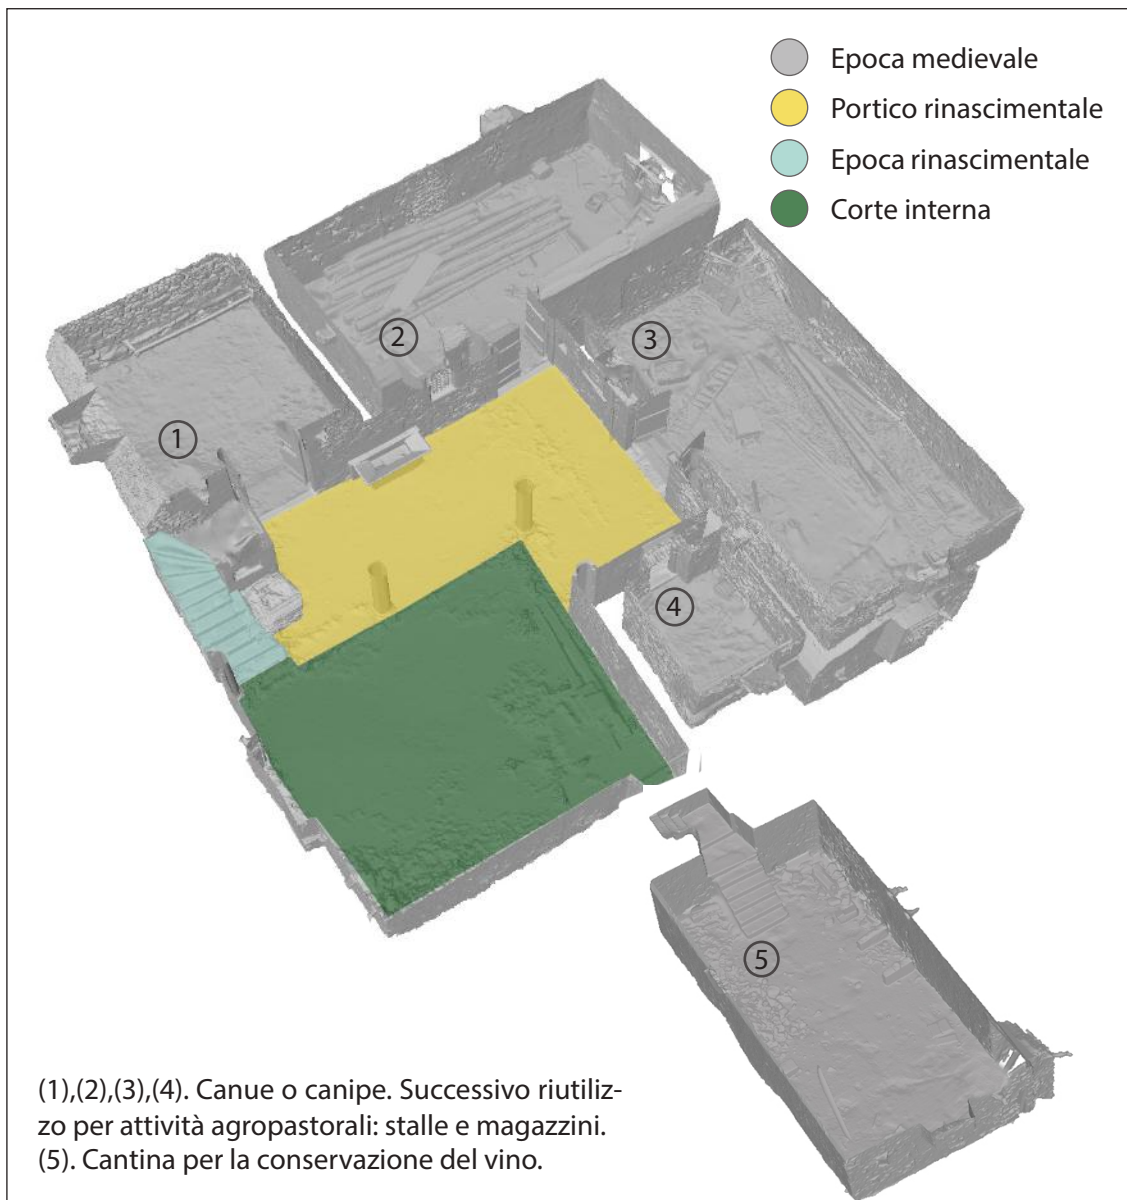 Epoca medievale
Portico rinascimentale
Epoca rinascimentale
Corte interna
2
3
1
4
5
(1),(2),(3),(4). Canue o canipe. Successivo riutiliz-
zo per attività agropastorali: stalle e magazzini.
(5). Cantina per la conservazione del vino.